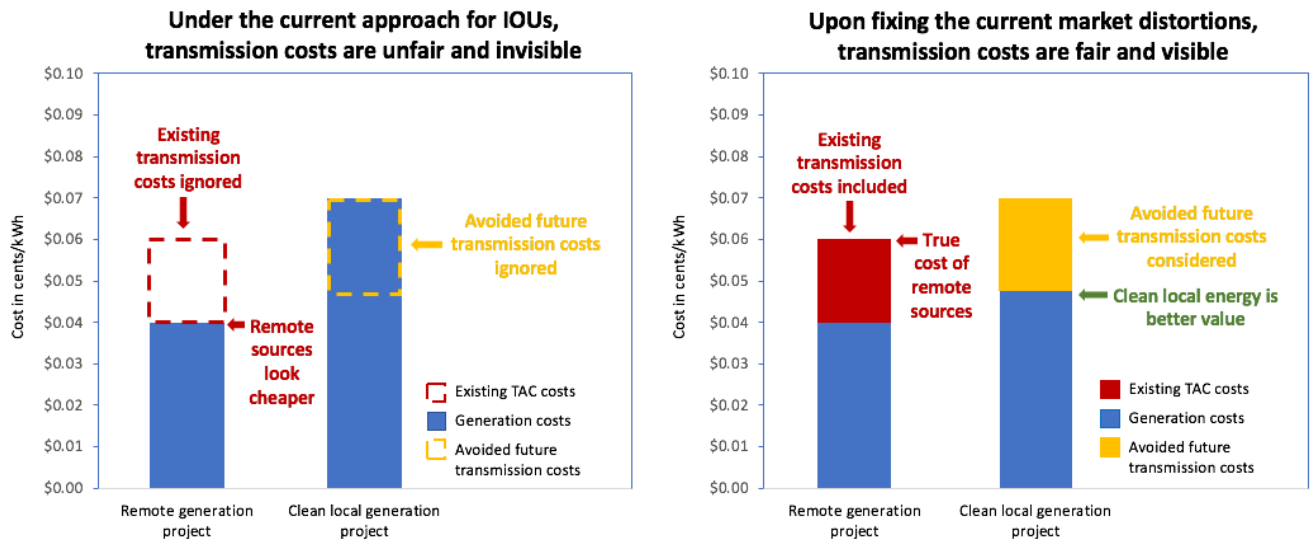 Under the current approach for IOUs,
transmission costs are unfair and invisible
$0.10
$0.09
$0.08
$0.07
$0.06
$0.05
$0.04
$0.03
$0.02
$0.01
$0.00
Cost in cents/kWh
Existing
transmission
costs ignored
Avoided future
transmission costs
ignored
Remote
sources
look
cheaper
Existing TAC costs
Generation costs
Avoided future
transmission costs
Remote generation
project
Clean local generation
project
Upon fixing the current market distortions,
transmission costs are fair and visible
$0.10
$0.09
$0.08
$0.07
$0.06
$0.05
$0.04
$0.03
$0.02
$0.01
$0.00
Cost in cents/kWh
Existing
transmission
costs included
True
cost of
remote
sources
Avoided future
transmission costs
considered
Clean local energy is
better value
Existing TAC costs
Generation costs
Avoided future
transmission costs
Remote generation
project
Clean local generation
project